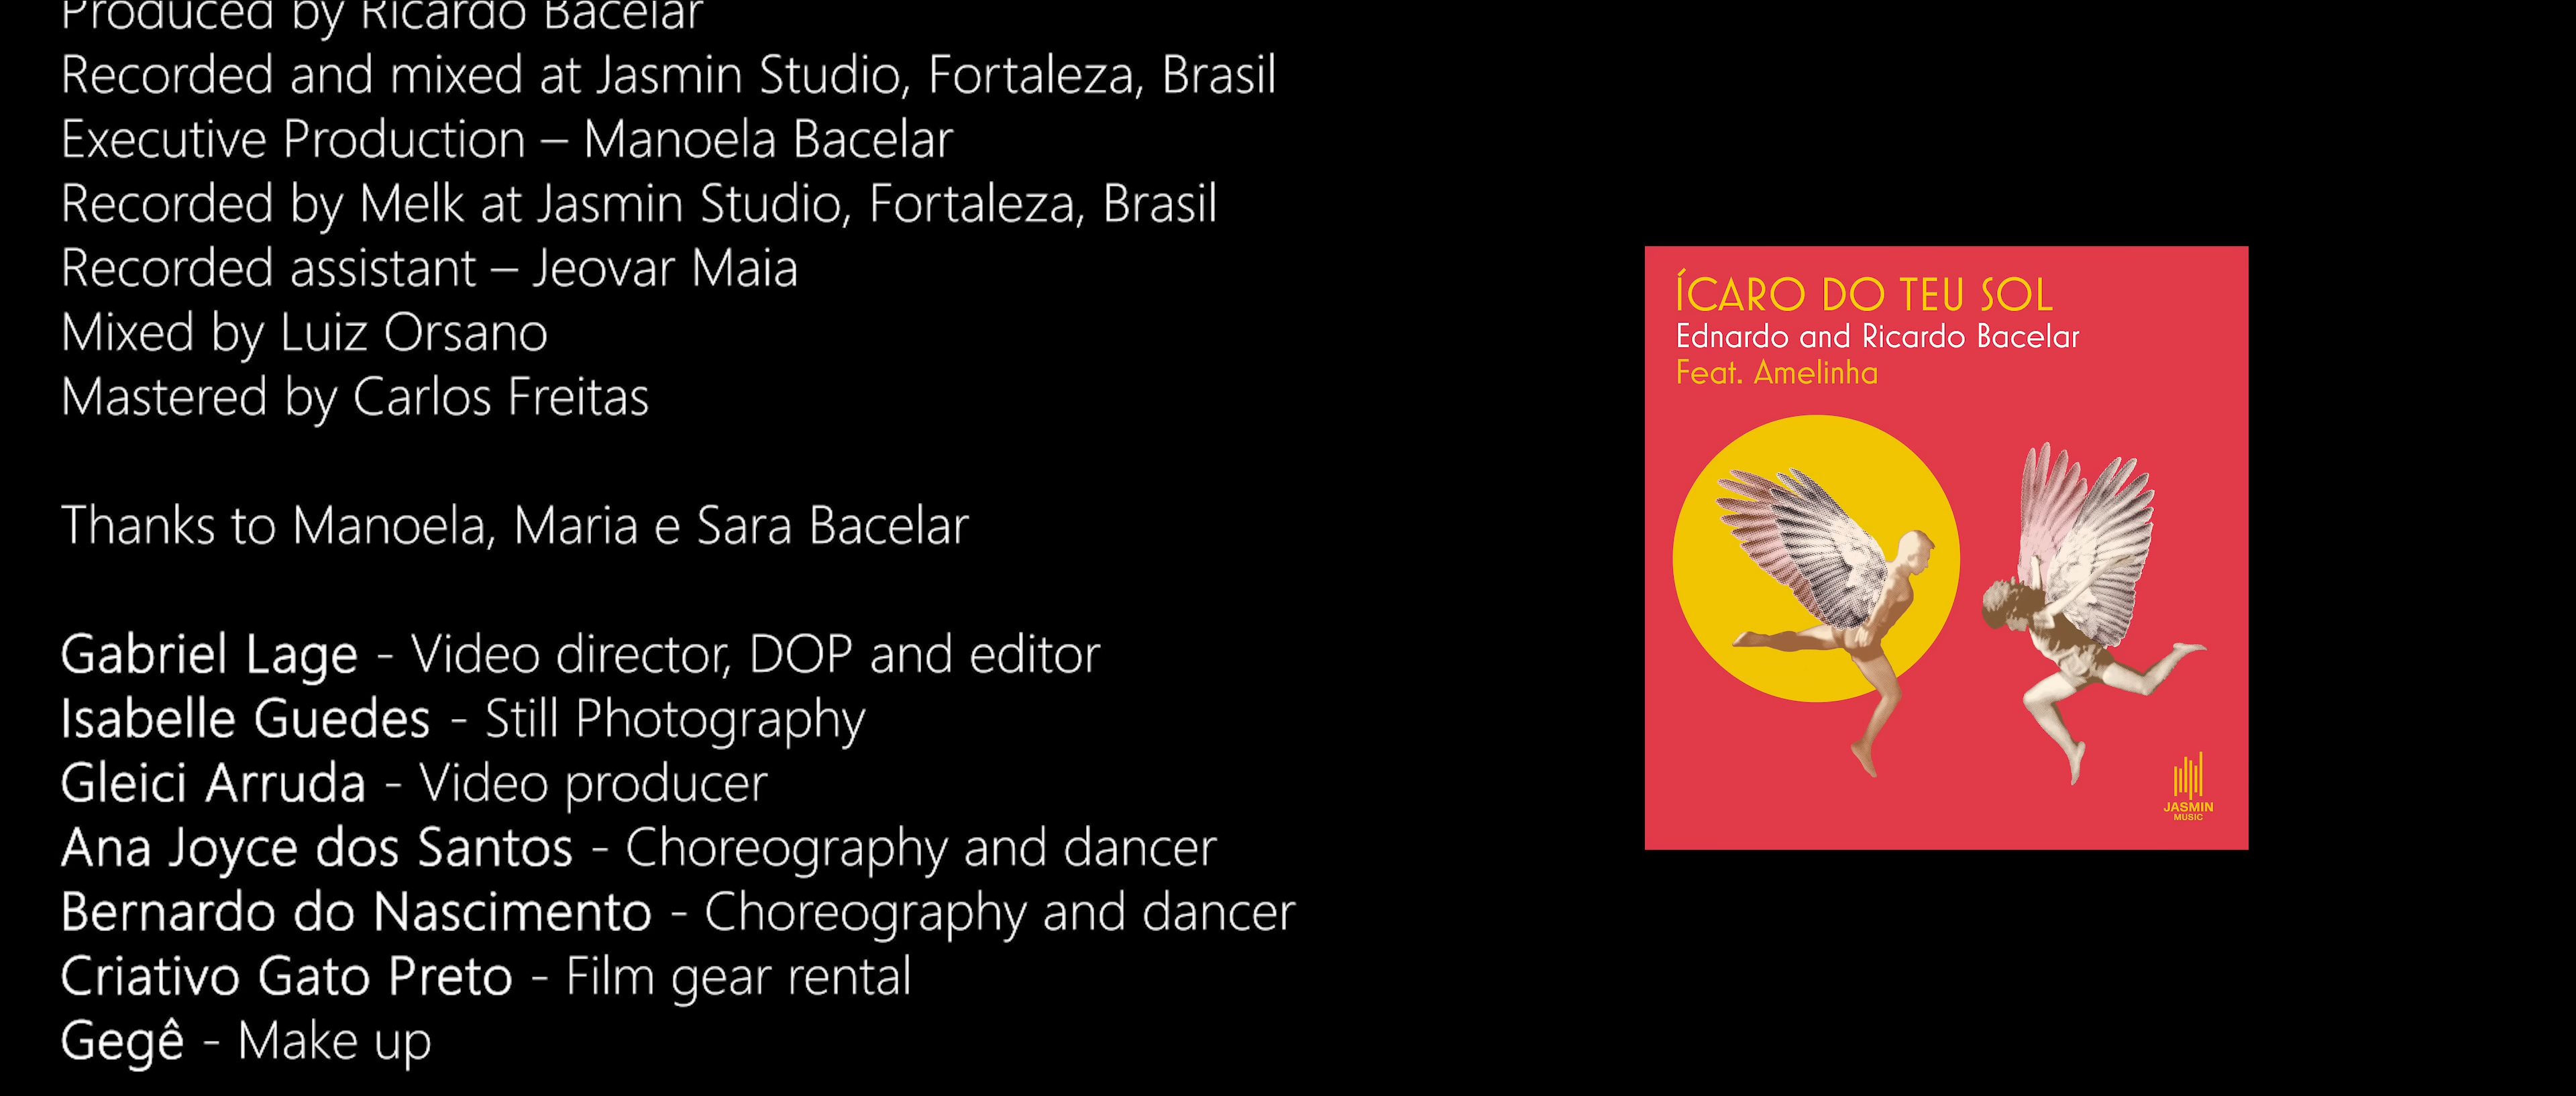 Produced by Ricardo Bacelar
Recorded and mixed at Jasmin Studio, Fortaleza, Brasil
Executive Production – Manoela Bacelar
Recorded by Melk at Jasmin Studio, Fortaleza, Brasil
Recorded assistant – Jeovar Maia
Mixed by Luiz Orsano
Mastered by Carlos Freitas
Thanks to Manoela, Maria e Sara Bacelar
Gabriel Lage - Video director, DOP and editor
Isabelle Guedes - Still Photography
Gleici Arruda - Video producer
Ana Joyce dos Santos - Choreography and dancer
Bernardo do Nascimento - Choreography and dancer
Criativo Gato Preto - Film gear rental
Gegê - Make up
ÍCARO DO TEU SOL
Ednardo and Ricardo Bacelar
Feat. Amelinha
JASMIN
MUSIC